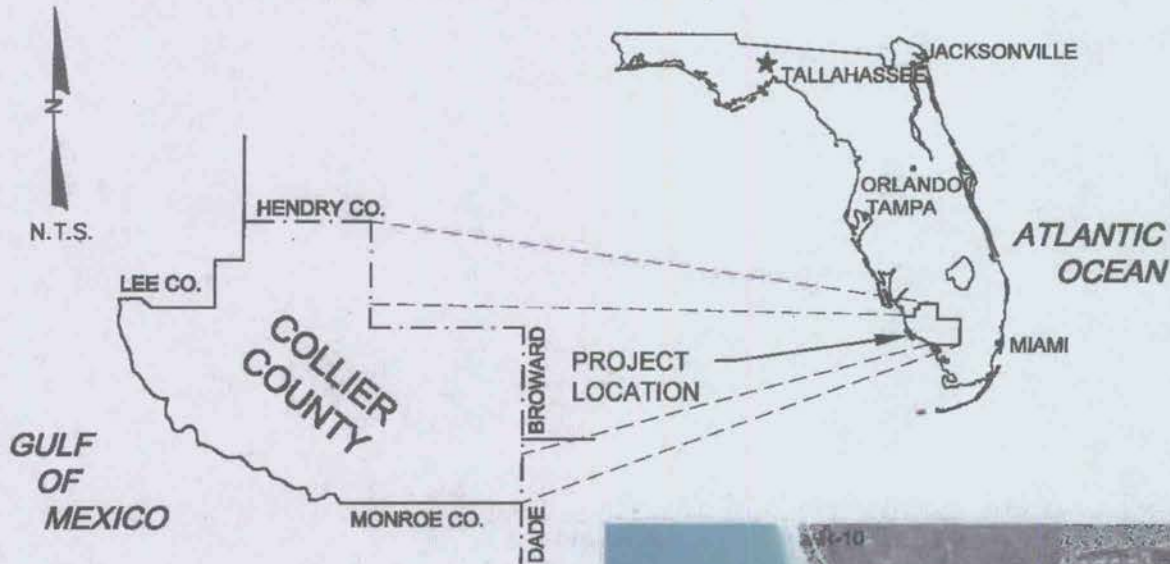 N
N.T.S.
HENDRY CO.
LEE CO.
COLLIER
COUNTY
BROWARD
GULF
OF
MEXICO
MONROE CO.
DADE
JACKSONVILLE
TALLAHASSEE
ORLANDO
TAMPA
ATLANTIC
OCEAN
MIAMI
PROJECT
LOCATION
R-10